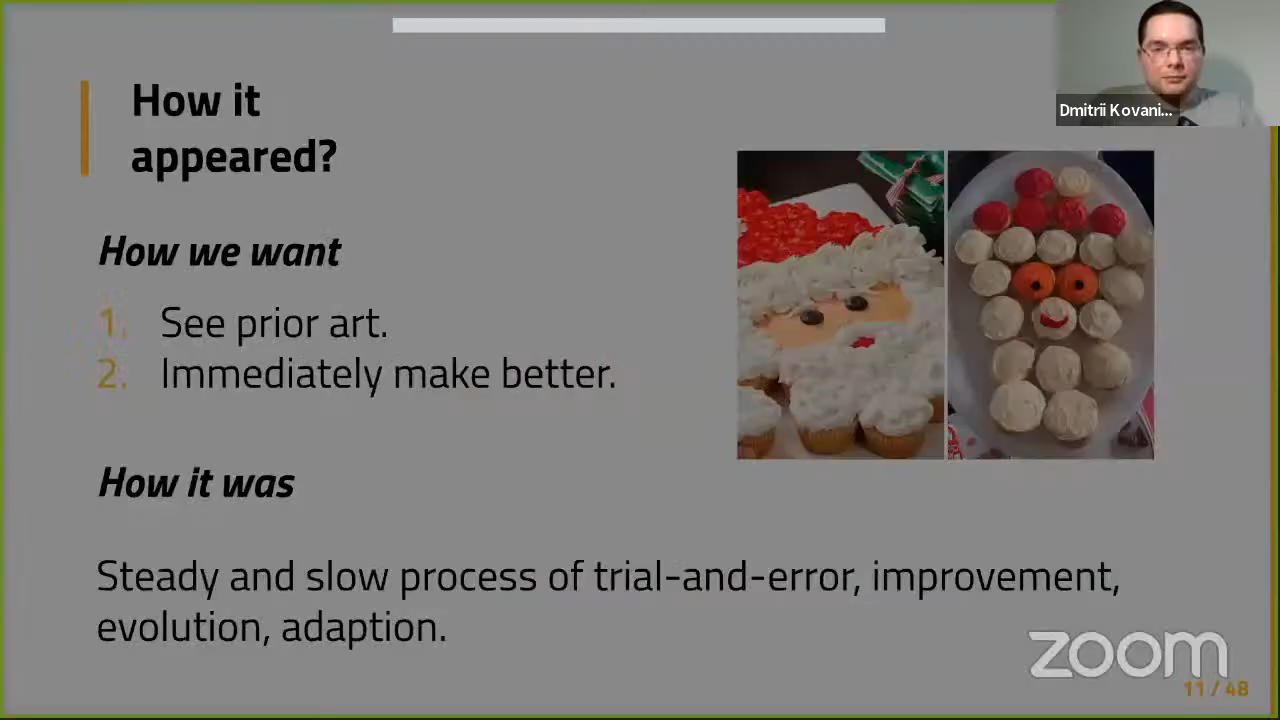 Dmitrii Kovani...
How it
appeared?
How we want
1. See prior art.
2. Immediately make better.
How it was
Steady and slow process of trial-and-error, improvement,
evolution, adaption.
zoom
11 / 48